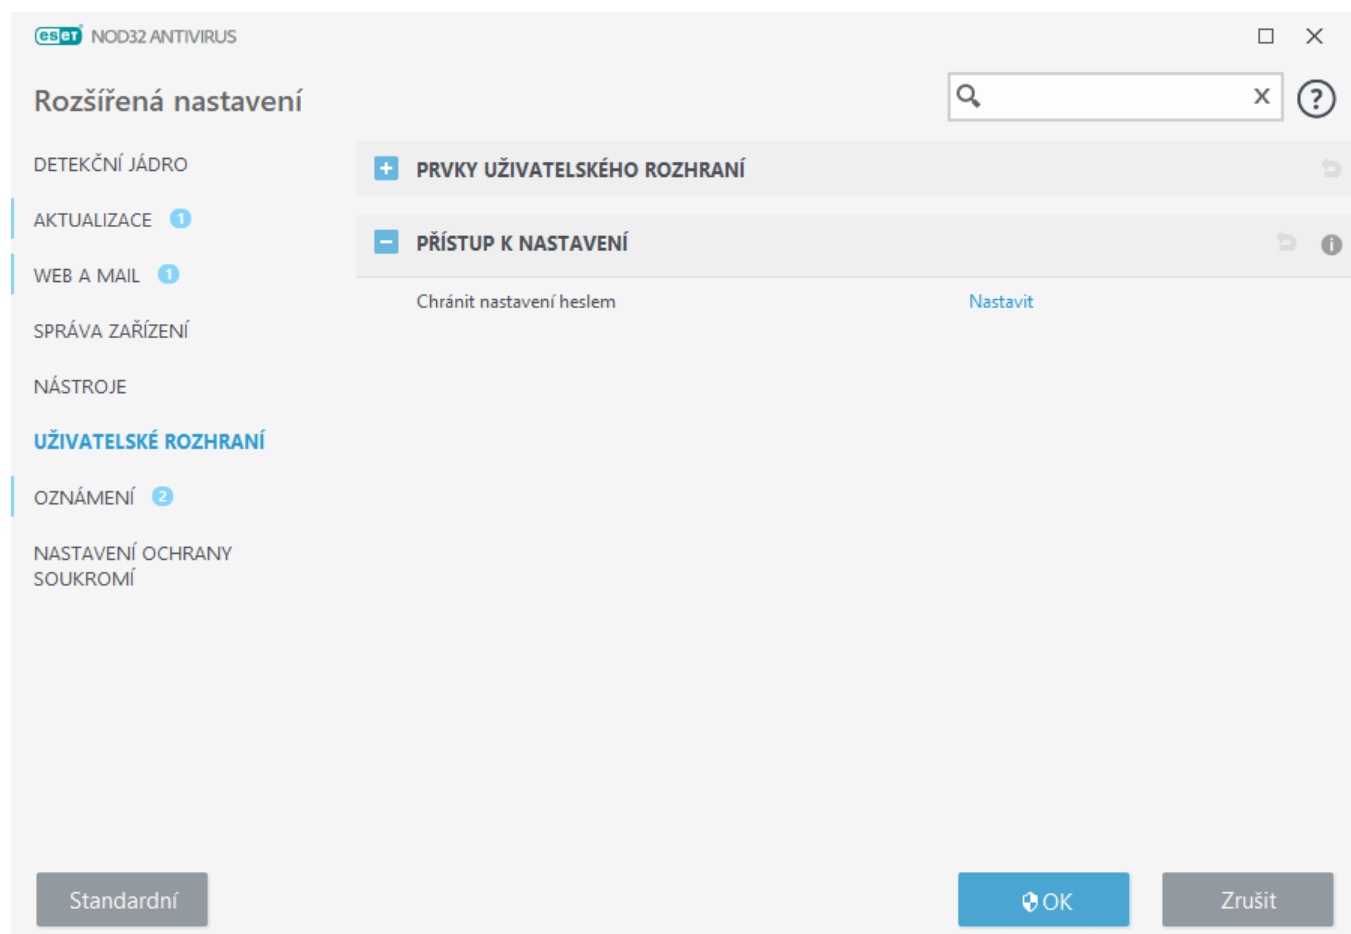 eset NOD32 ANTIVIRUS
Rozšířená nastavení
x ?
DETEKČNÍ JÁDRO
AKTUALIZACE 1
WEB A MAIL 1
SPRÁVA ZAŘÍZENÍ
NÁSTROJE
UŽIVATELSKÉ ROZHRANÍ
OZNÁMENÍ 2
NASTAVENÍ OCHRANY
SOUKROMÍ
PRVKY UŽIVATELSKÉHO ROZHRANÍ
PŘÍSTUP K NASTAVENÍ i
Chránit nastavení heslem Nastavit
Standardní OK Zrušit